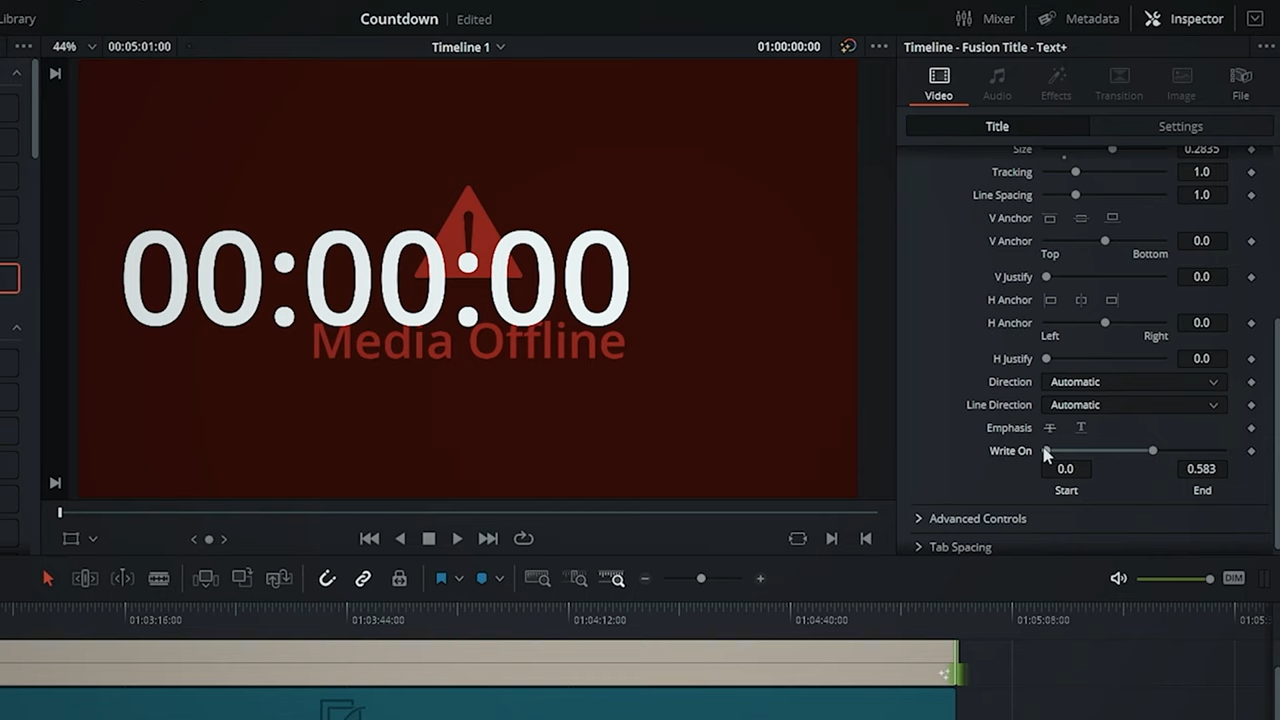 Library
Countdown Edited
Mixer Metadata Inspector
44% 00:05:01:00 Timeline 1 01:00:00:00
Timeline - Fusion Title - Text+
Video Audio Effects Transition Image File
Title Settings
Size 0.2835
Tracking 1.0
Line Spacing 1.0
V Anchor
V Anchor 0.0
Top Bottom
V Justify 0.0
H Anchor
H Anchor 0.0
Left Right
H Justify 0.0
Direction Automatic
Line Direction Automatic
Emphasis
Write On
0.0 0.583
Start End
Advanced Controls
Tab Spacing
00:00:00
Media Offline
DIM
01:03:16:00 01:03:44:00 01:04:12:00 01:04:40:00 01:05:08:00 01:05: